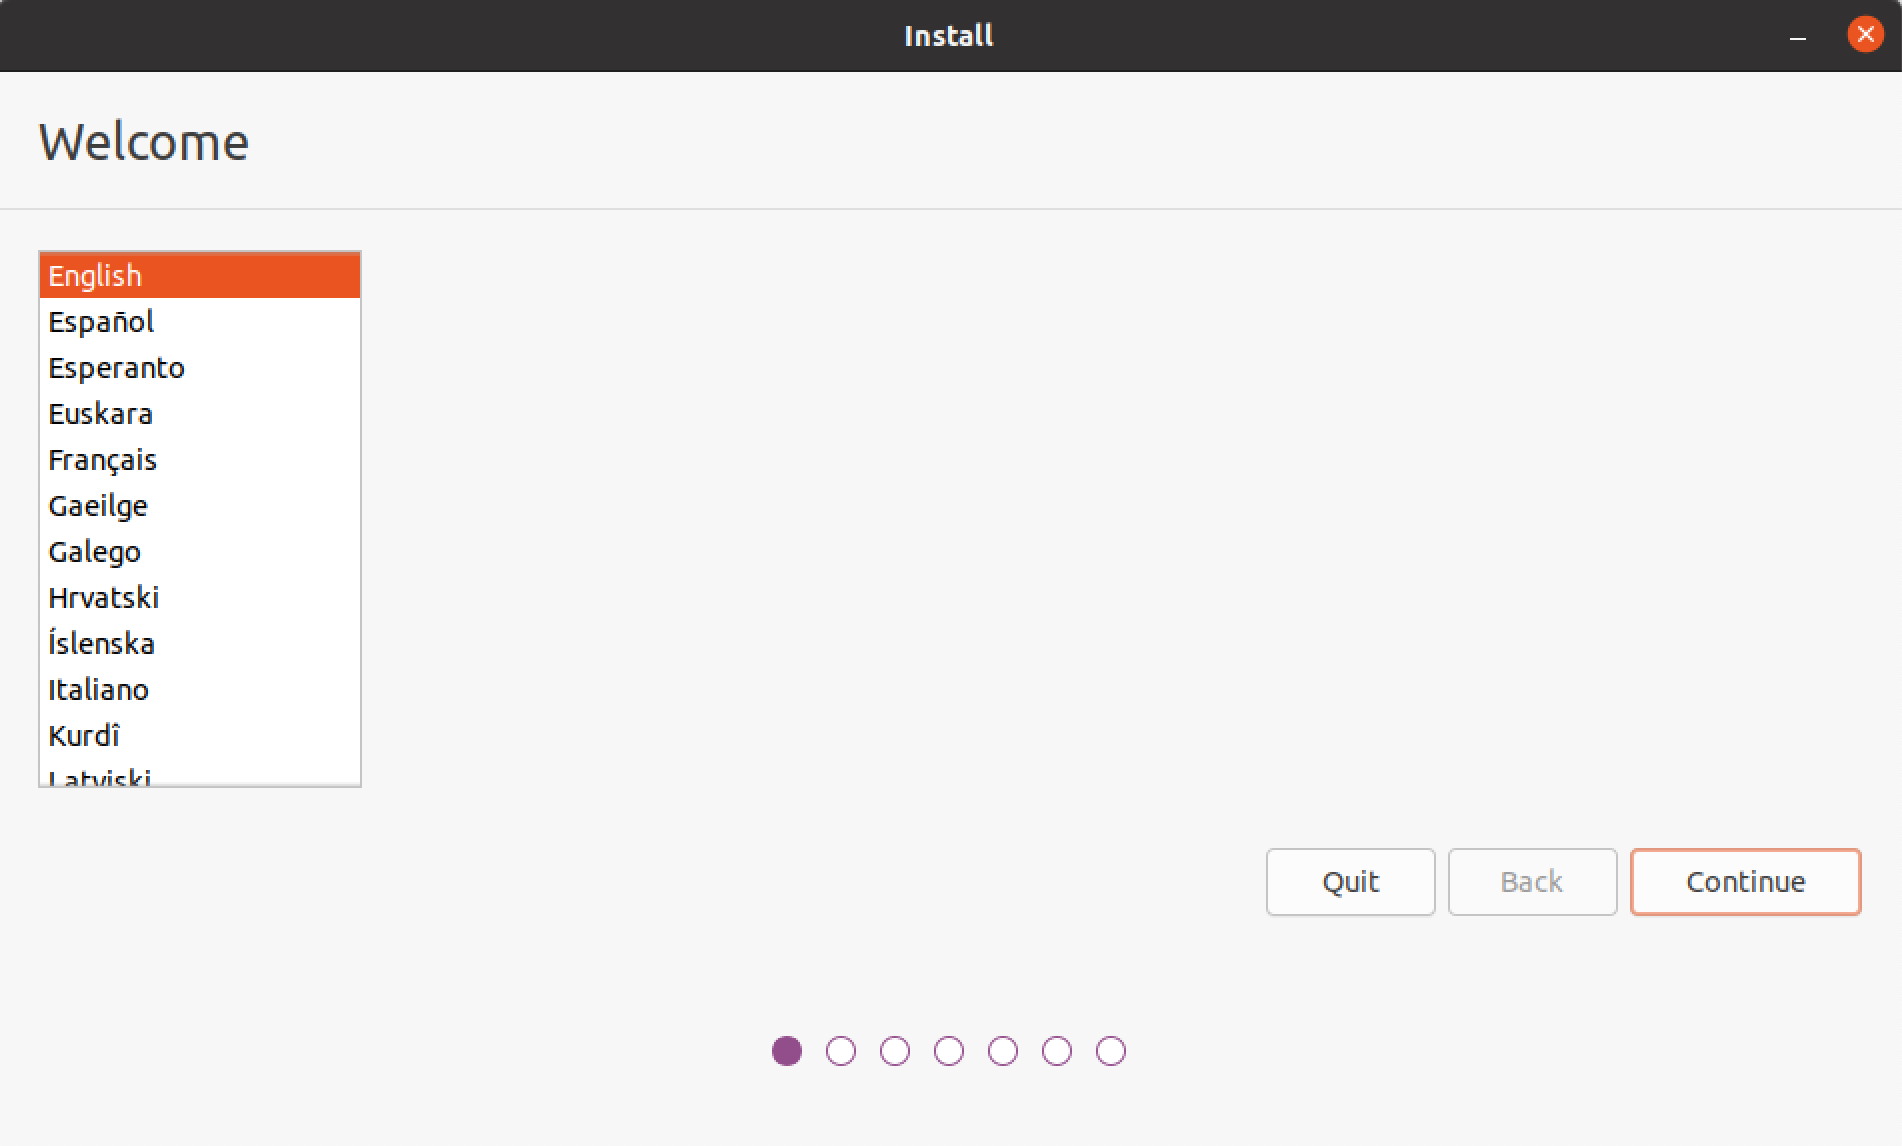 Install
Welcome
English
Español
Esperanto
Euskara
Français
Gaeilge
Galego
Hrvatski
Íslenska
Italiano
Kurdî
Latviski
Quit
Back
Continue